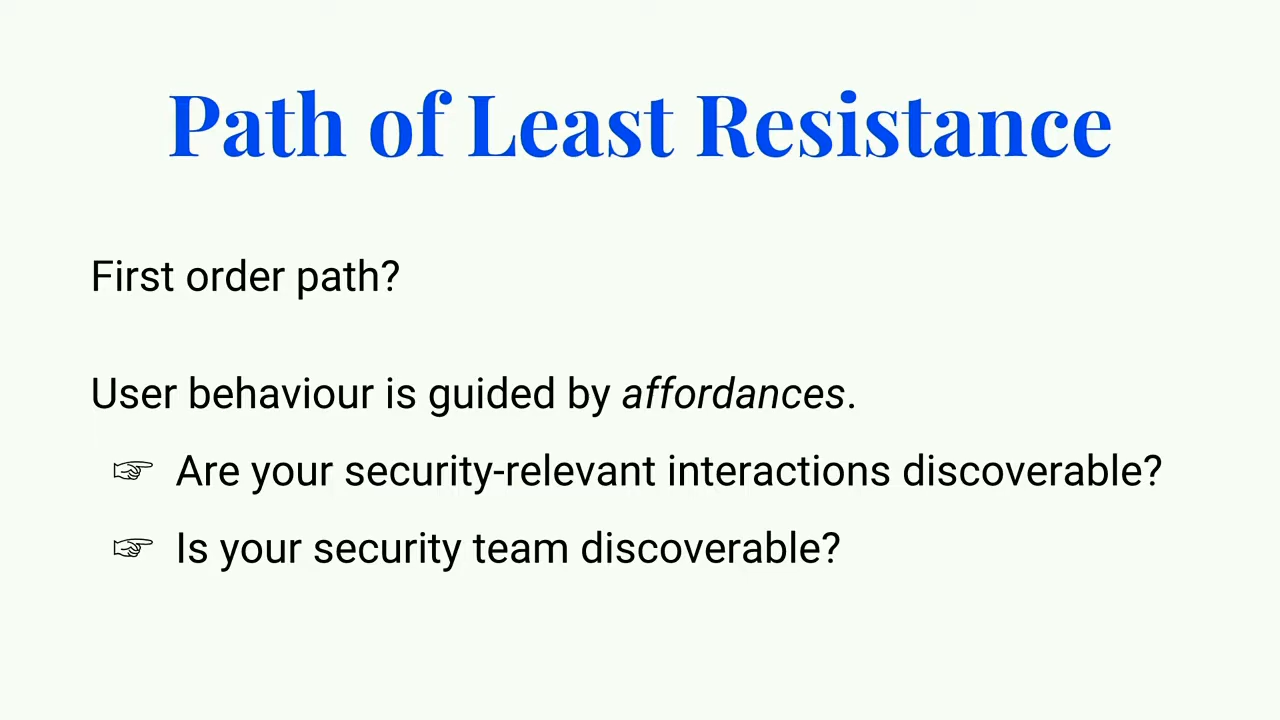 Path of Least Resistance
First order path?
User behaviour is guided by affordances.
☞ Are your security-relevant interactions discoverable?
☞ Is your security team discoverable?